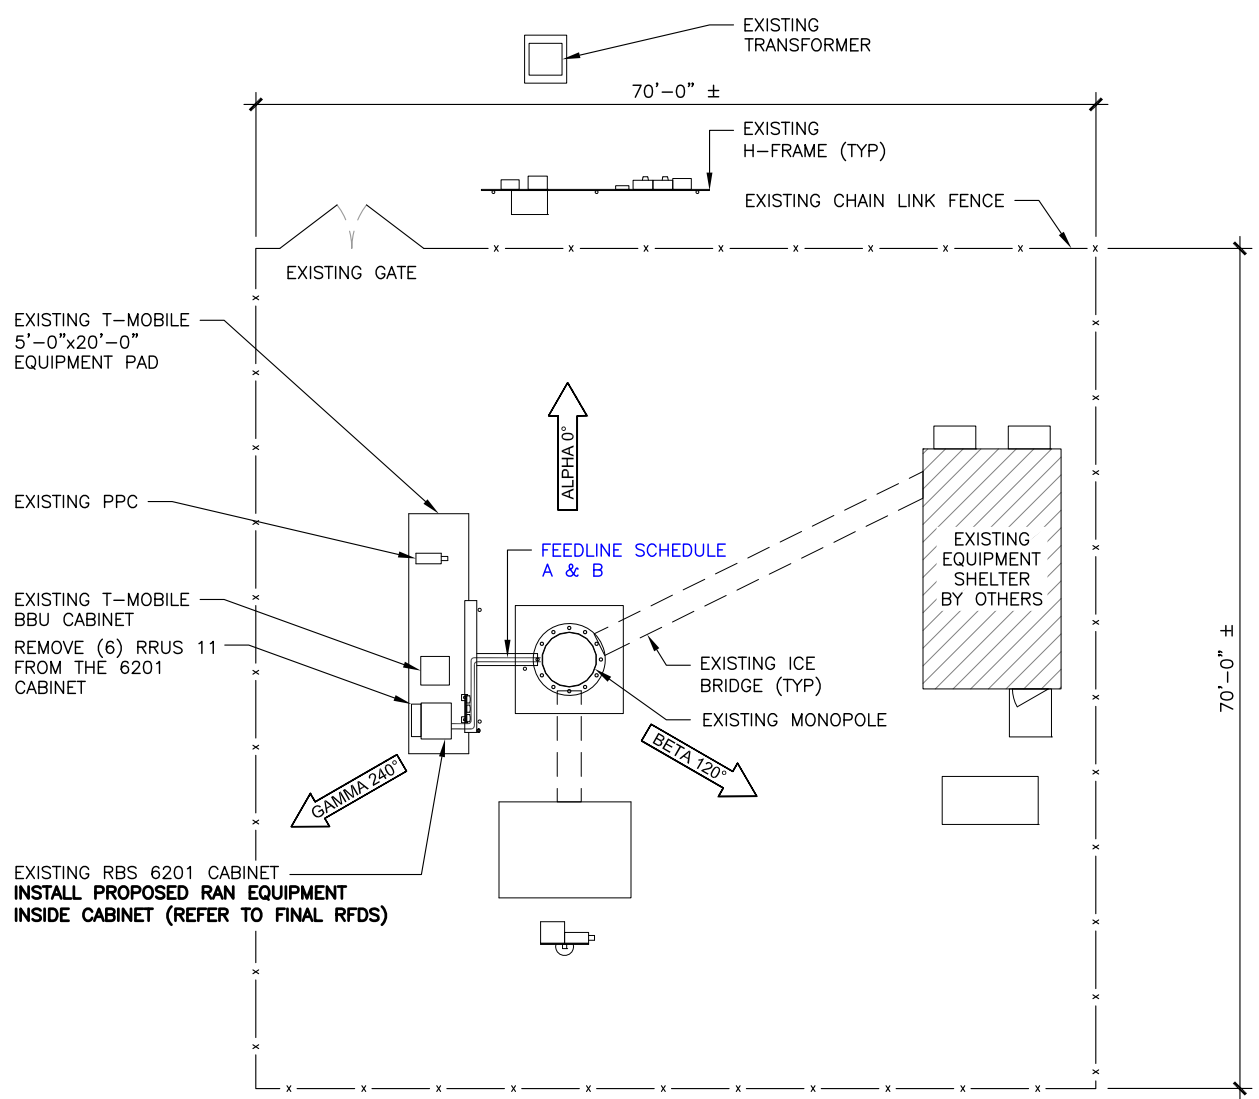 EXISTING
TRANSFORMER
70'-0" ±
EXISTING
H-FRAME (TYP)
EXISTING CHAIN LINK FENCE
EXISTING GATE
EXISTING T-MOBILE
5'-0"x20'-0"
EQUIPMENT PAD
ALPHA 0°
EXISTING PPC
FEEDLINE SCHEDULE
A & B
EXISTING
EQUIPMENT
SHELTER
BY OTHERS
EXISTING T-MOBILE
BBU CABINET
REMOVE (6) RRUS 11
FROM THE 6201
CABINET
EXISTING ICE
BRIDGE (TYP)
EXISTING MONOPOLE
70'-0" ±
BETA 120°
GAMMA 240°
EXISTING RBS 6201 CABINET
INSTALL PROPOSED RAN EQUIPMENT
INSIDE CABINET (REFER TO FINAL RFDS)